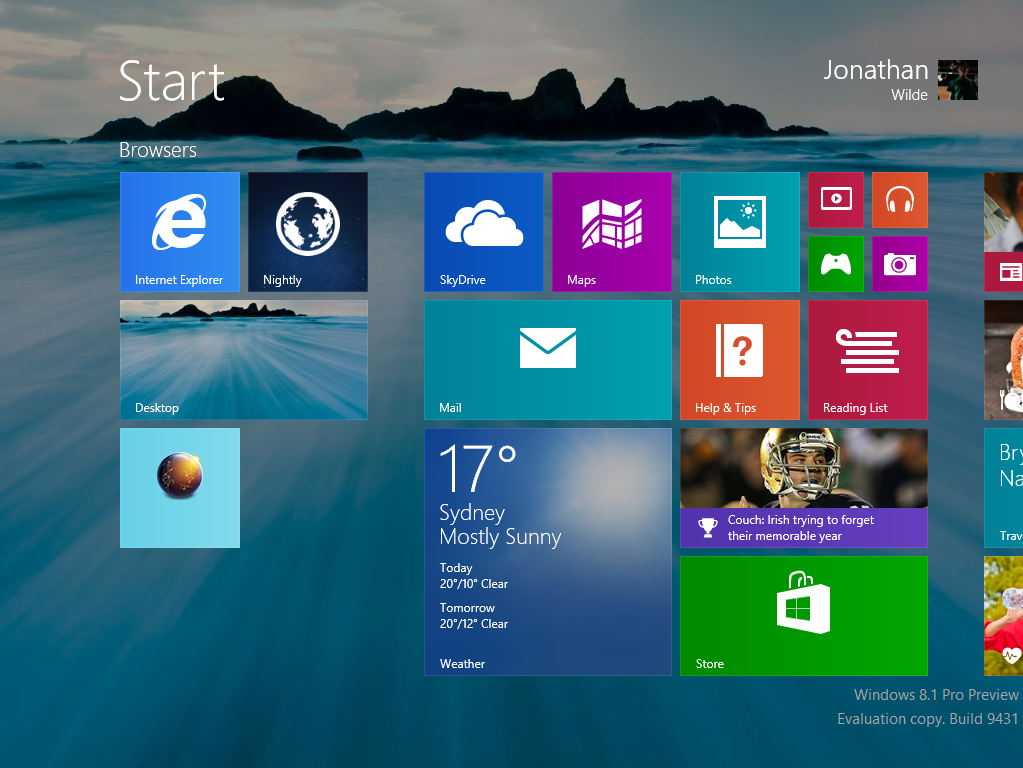 Start
Jonathan
Wilde
Browsers
Internet Explorer
Nightly
SkyDrive
Maps
Photos
Desktop
Mail
Help & Tips
Reading List
17°
Sydney
Mostly Sunny
Today
20°/10° Clear
Tomorrow
20°/12° Clear
Weather
Couch: Irish trying to forget
their memorable year
Store
Bry
Na
Trav
Windows 8.1 Pro Preview
Evaluation copy. Build 9431